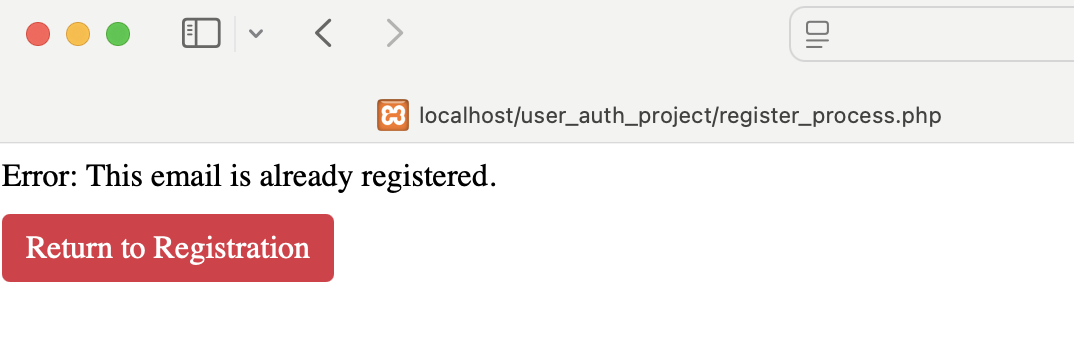 localhost/user_auth_project/register_process.php
Error: This email is already registered.
Return to Registration